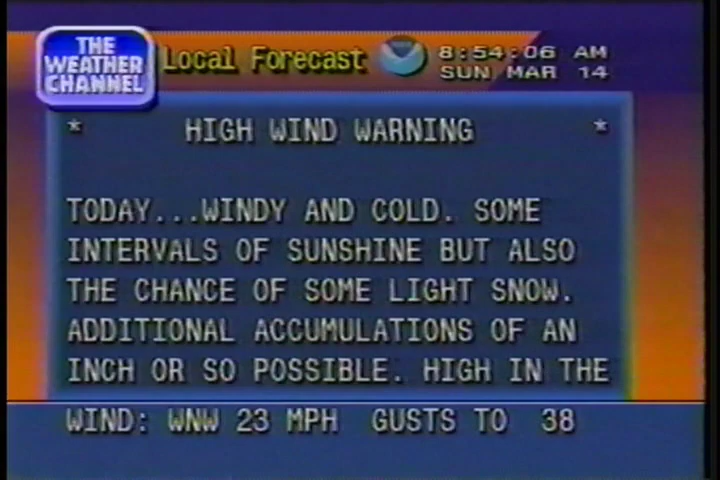 THE
WEATHER
CHANNEL
Local Forecast
8:54:06 AM
SUN MAR 14
* HIGH WIND WARNING *
TODAY...WINDY AND COLD. SOME
INTERVALS OF SUNSHINE BUT ALSO
THE CHANCE OF SOME LIGHT SNOW.
ADDITIONAL ACCUMULATIONS OF AN
INCH OR SO POSSIBLE. HIGH IN THE
WIND: WNW 23 MPH GUSTS TO 38